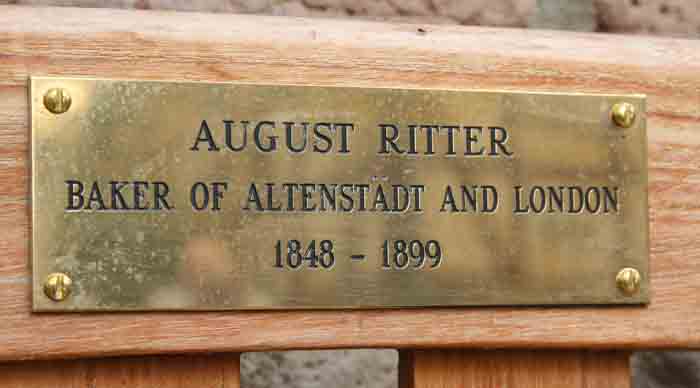 AUGUST RITTER
BAKER OF ALTENSTÄDT AND LONDON
1848 - 1899